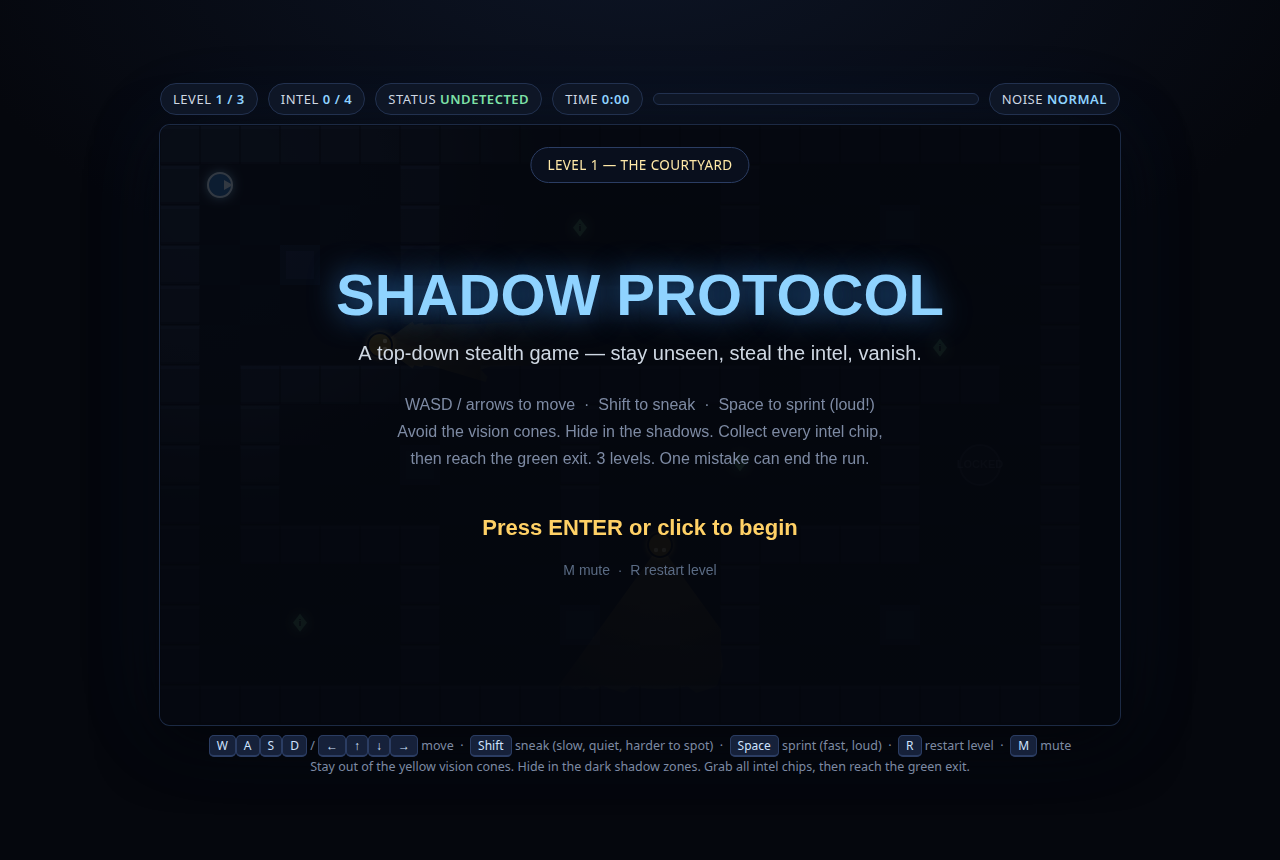 LEVEL 1 / 3 INTEL 0 / 4 STATUS UNDETECTED TIME 0:00 NOISE NORMAL
LEVEL 1 — THE COURTYARD
SHADOW PROTOCOL
A top-down stealth game — stay unseen, steal the intel, vanish.
WASD / arrows to move · Shift to sneak · Space to sprint (loud!)
Avoid the vision cones. Hide in the shadows. Collect every intel chip,
then reach the green exit. 3 levels. One mistake can end the run.
Press ENTER or click to begin
M mute · R restart level
W A S D / ← ↑ ↓ → move · Shift sneak (slow, quiet, harder to spot) · Space sprint (fast, loud) · R restart level · M mute
Stay out of the yellow vision cones. Hide in the dark shadow zones. Grab all intel chips, then reach the green exit.